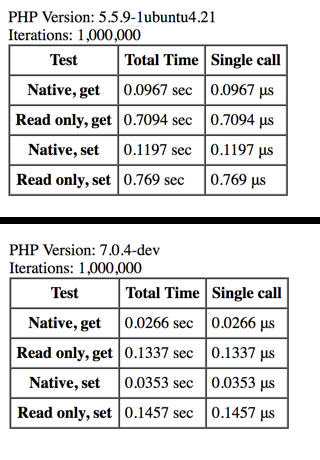 PHP Version: 5.5.9-1ubuntu4.21
Iterations: 1,000,000
Test Total Time Single call
Native, get 0.0967 sec 0.0967 μs
Read only, get 0.7094 sec 0.7094 μs
Native, set 0.1197 sec 0.1197 μs
Read only, set 0.769 sec 0.769 μs
PHP Version: 7.0.4-dev
Iterations: 1,000,000
Test Total Time Single call
Native, get 0.0266 sec 0.0266 μs
Read only, get 0.1337 sec 0.1337 μs
Native, set 0.0353 sec 0.0353 μs
Read only, set 0.1457 sec 0.1457 μs